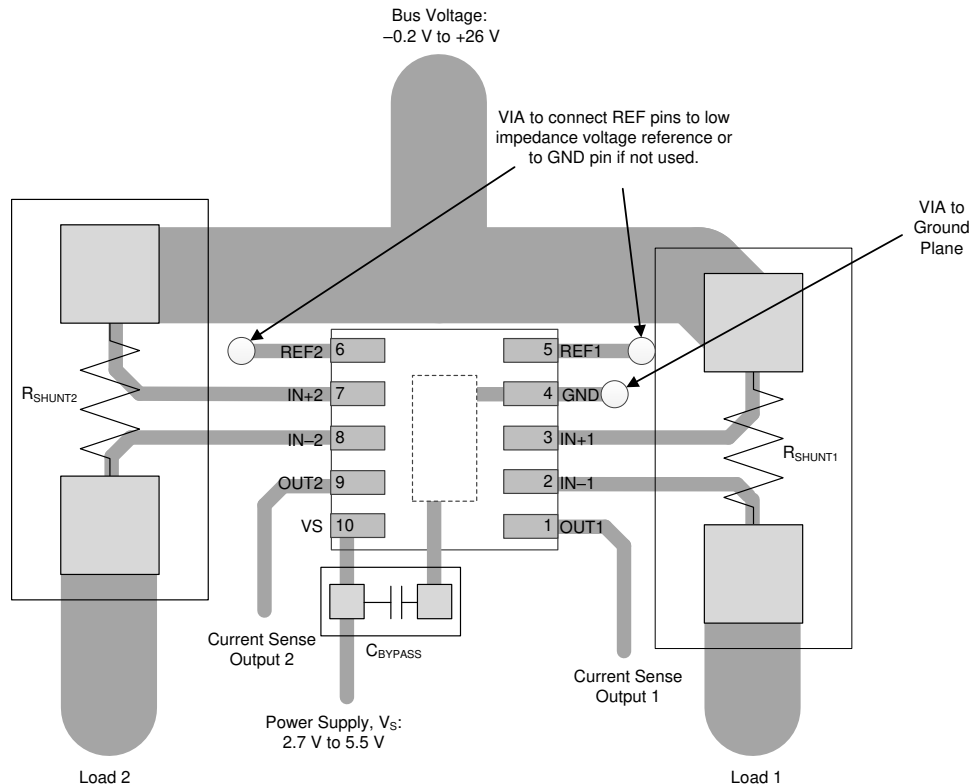 Bus Voltage:
–0.2 V to +26 V
VIA to connect REF pins to low
impedance voltage reference or
to GND pin if not used.
VIA to
Ground
Plane
REF2 6
5 REF1
IN+2 7
4 GND
RSHUNT2
IN–2 8
3 IN+1
RSHUNT1
OUT2 9
2 IN–1
VS 10
1 OUT1
Current Sense
Output 2
CBYPASS
Current Sense
Output 1
Power Supply, VS:
2.7 V to 5.5 V
Load 2
Load 1